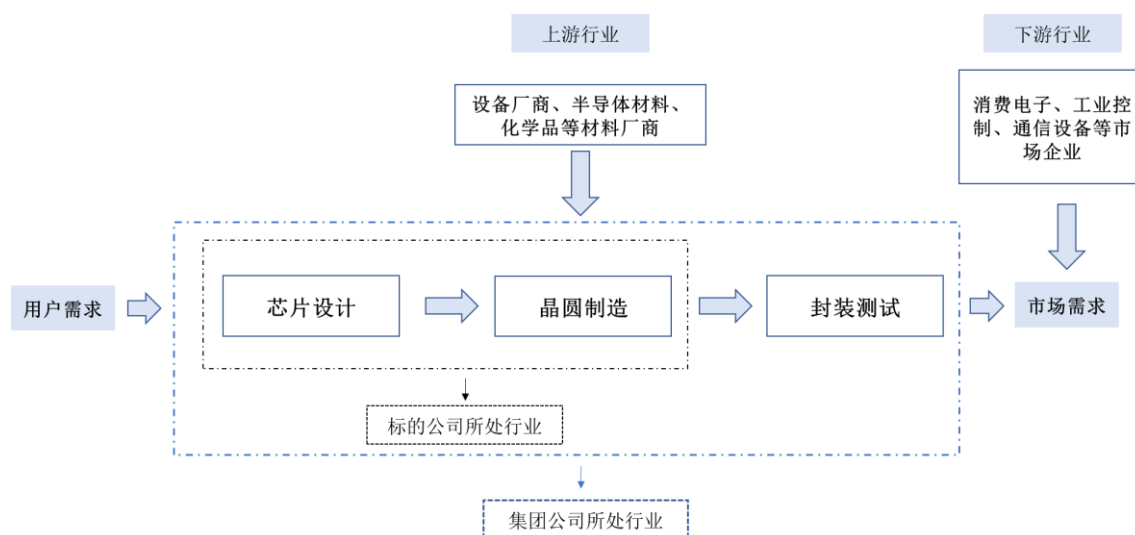 上游行业
下游行业
设备厂商、半导体材料、
化学品等材料厂商
消费电子、工业控
制、通信设备等市
场企业
用户需求
芯片设计
晶圆制造
封装测试
市场需求
标的公司所处行业
集团公司所处行业